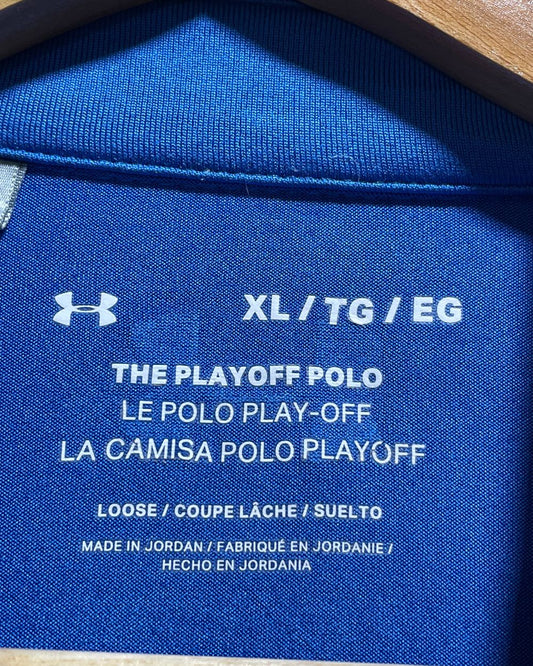 XL / TG / EG
THE PLAYOFF POLO
LE POLO PLAY-OFF
LA CAMISA POLO PLAYOFF
LOOSE / COUPE LÂCHE / SUELTO
MADE IN JORDAN / FABRIQUÉ EN JORDANIE /
HECHO EN JORDANIA